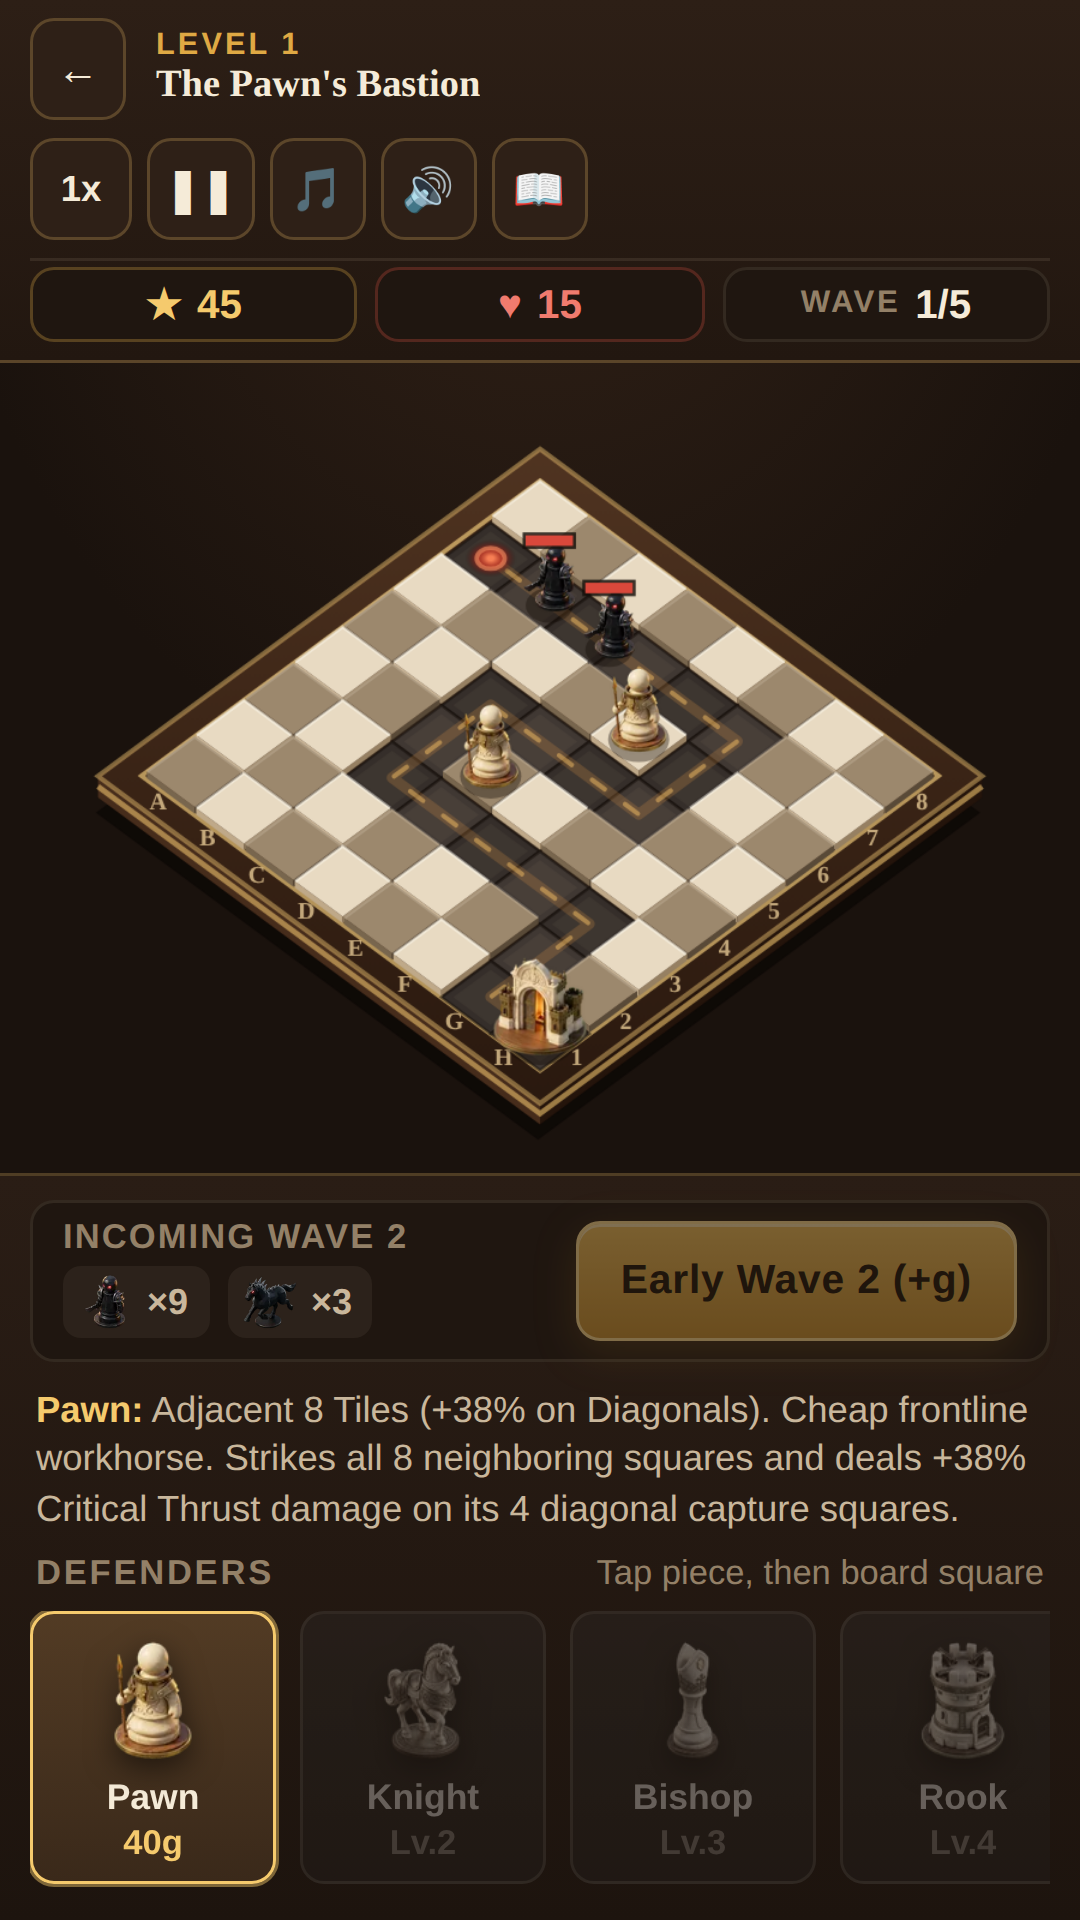 ←
LEVEL 1
The Pawn's Bastion
1x
★ 45
♥ 15
WAVE 1/5
A
B
C
D
E
F
G
H
8
7
6
5
4
3
2
1
INCOMING WAVE 2
×9
×3
Early Wave 2 (+g)
Pawn: Adjacent 8 Tiles (+38% on Diagonals). Cheap frontline
workhorse. Strikes all 8 neighboring squares and deals +38%
Critical Thrust damage on its 4 diagonal capture squares.
DEFENDERS
Tap piece, then board square
Pawn
40g
Knight
Lv.2
Bishop
Lv.3
Rook
Lv.4